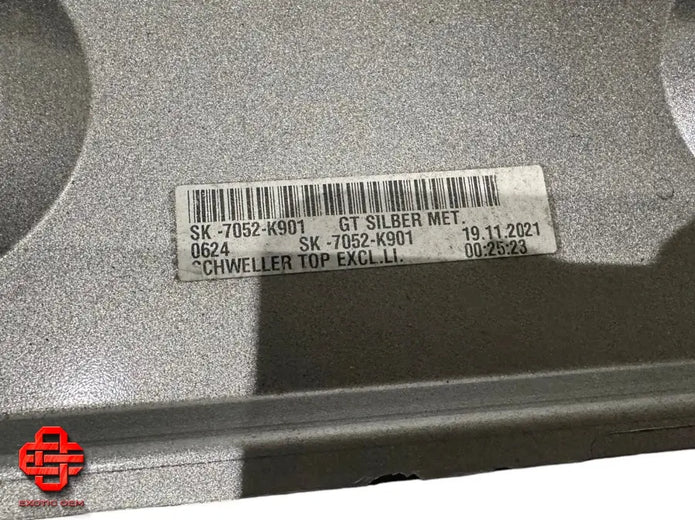 SK -7052-K901 GT SILBER MET.
0624 SK -7052-K901 19.11.2021
SCHWELLER TOP EXCL.LI. 00:25:23
EXOTIC OEM